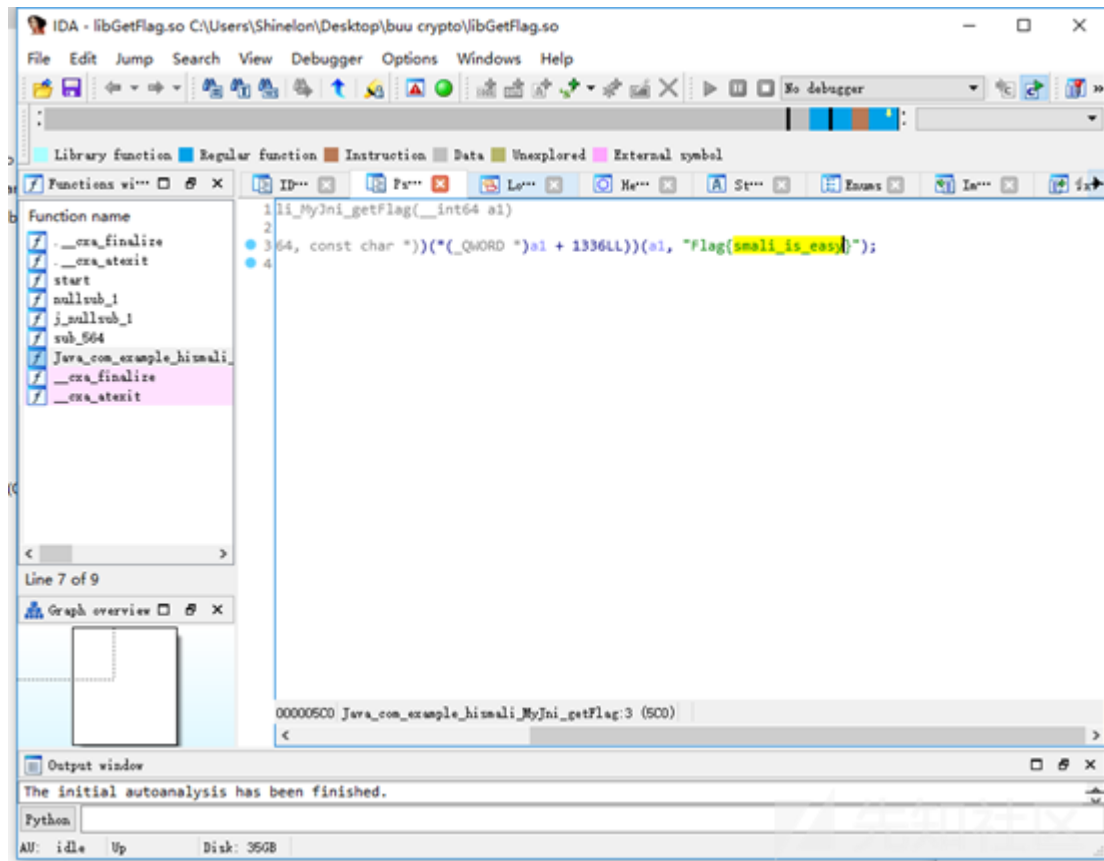 IDA - libGetFlag.so C:\Users\Shinelon\Desktop\buu crypto\libGetFlag.so
File Edit Jump Search View Debugger Options Windows Help
No debugger
Library function Regular function Instruction Data Unexplored External symbol
Functions wi···
ID··· Ps··· Lo··· He··· St··· Enums Im···
Function name
.__cxa_finalize
.__cxa_atexit
start
nullsub_1
j_nullsub_1
sub_564
Java_com_example_hismali_
__cxa_finalize
__cxa_atexit
Line 7 of 9
Graph overview
1 li_MyJni_getFlag(__int64 a1)
2
3 64, const char *))(*(_QWORD *)a1 + 1336LL))(a1, "Flag{smali_is_easy}");
4
000005C0 Java_com_example_hismali_MyJni_getFlag:3 (5C0)
Output window
The initial autoanalysis has been finished.
Python
AU: idle Up Disk: 35GB
先知社区